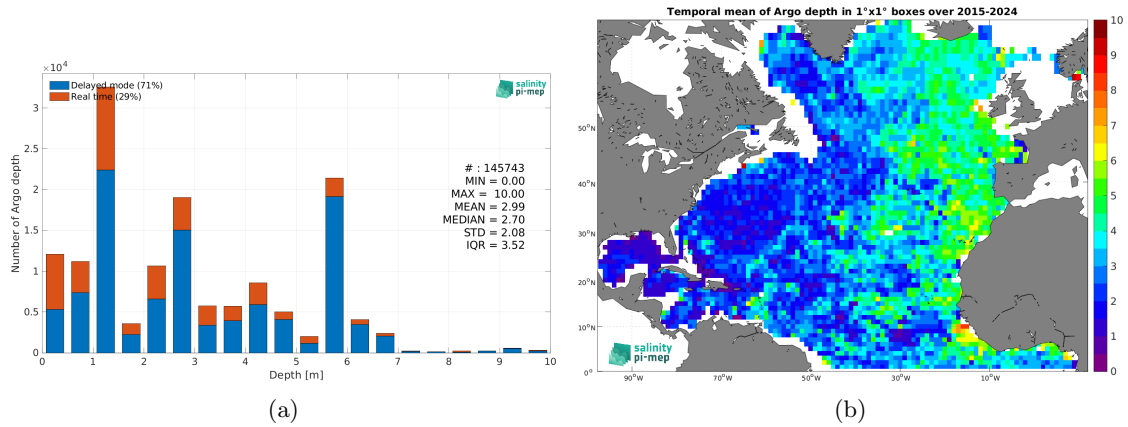 ×10⁴
Delayed mode (71%)
Real time (29%)
salinity
pi-mep
# : 145743
MIN = 0.00
MAX = 10.00
MEAN = 2.99
MEDIAN = 2.70
STD = 2.08
IQR = 3.52
Number of Argo depth
3
2.5
2
1.5
1
0.5
0
0 1 2 3 4 5 6 7 8 9 10
Depth [m]
(a)
Temporal mean of Argo depth in 1°x1° boxes over 2015-2024
50°N
40°N
30°N
20°N
10°N
0°
90°W 70°W 50°W 30°W 10°W
salinity
pi-mep
10
9
8
7
6
5
4
3
2
1
0
(b)